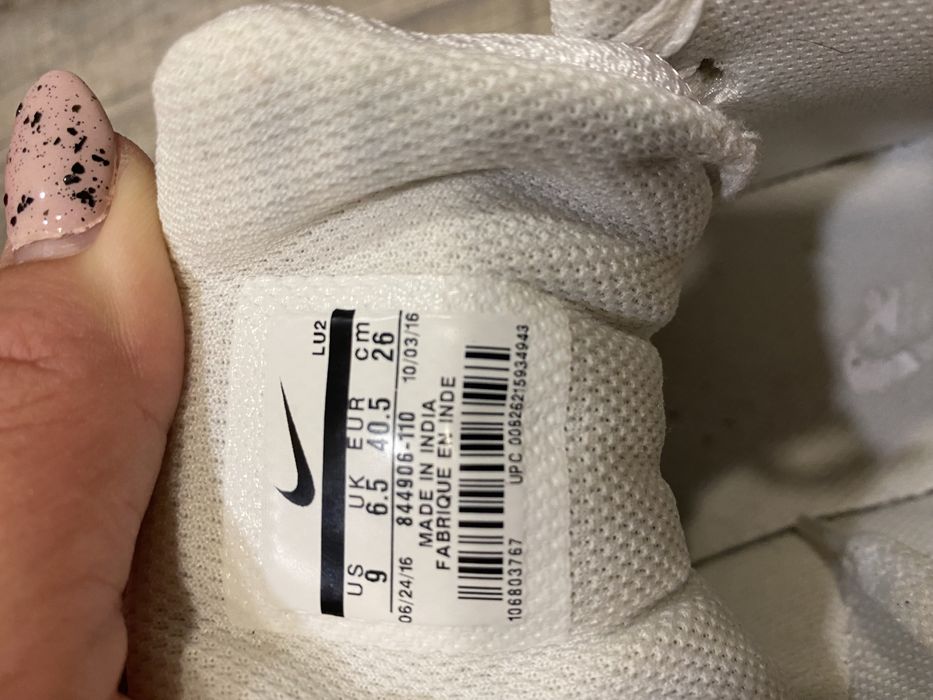 LU2
US UK EUR cm
9 6.5 40.5 26
06/24/16 844906-110 10/03/16
MADE IN INDIA
FABRIQUE EN INDE
106803767 UPC 00826215934943